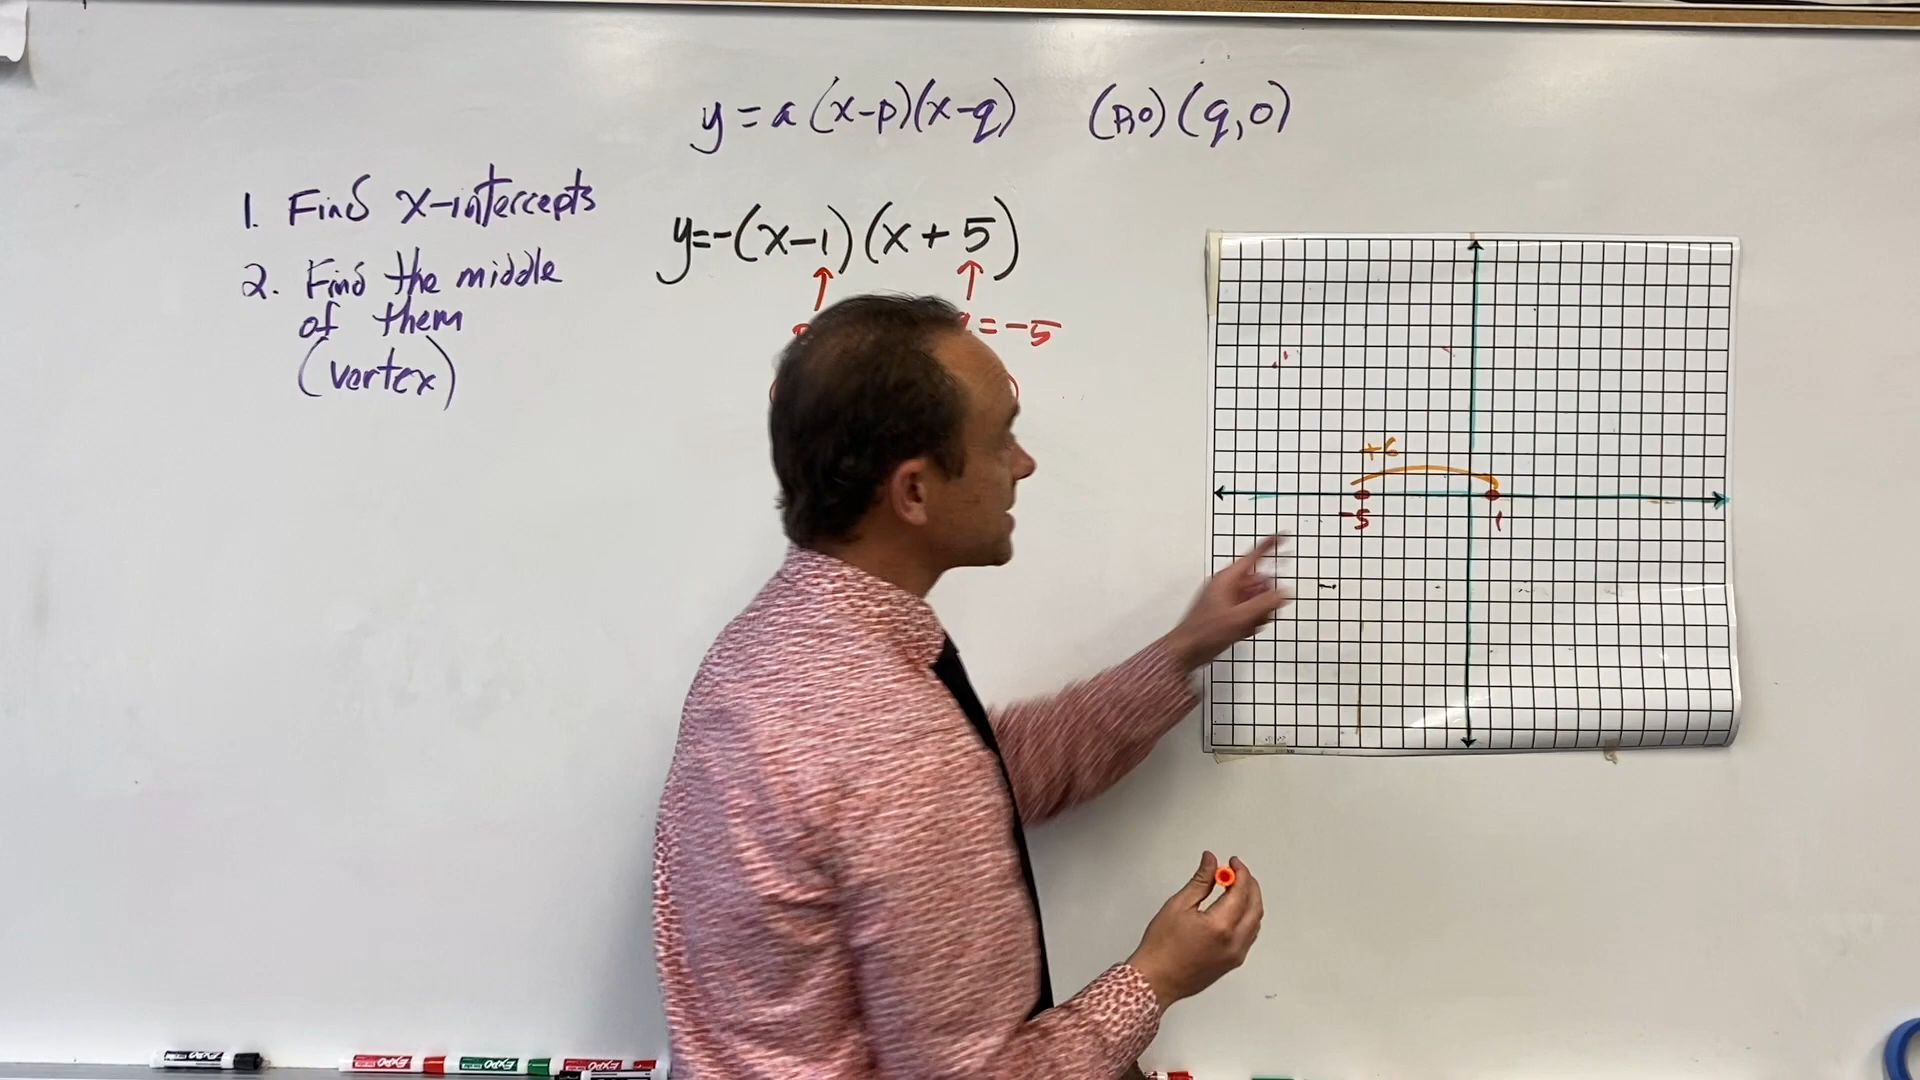 y = a (x-p)(x-q) (p,0) (q,0)
1. Find x-intercepts
2. Find the middle
of them
(vertex)
y=-(x-1)(x+5)
= -5
+6
-5
1
EXPO
EXPO
EXPO
EXPO